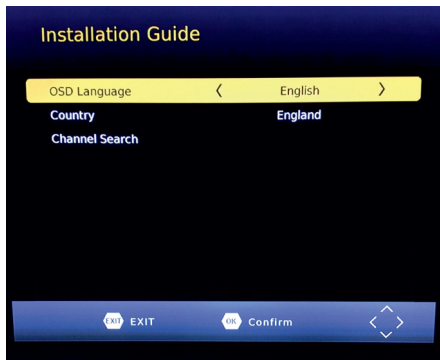 Installation Guide
OSD Language < English >
Country England
Channel Search
EXIT EXIT OK Confirm